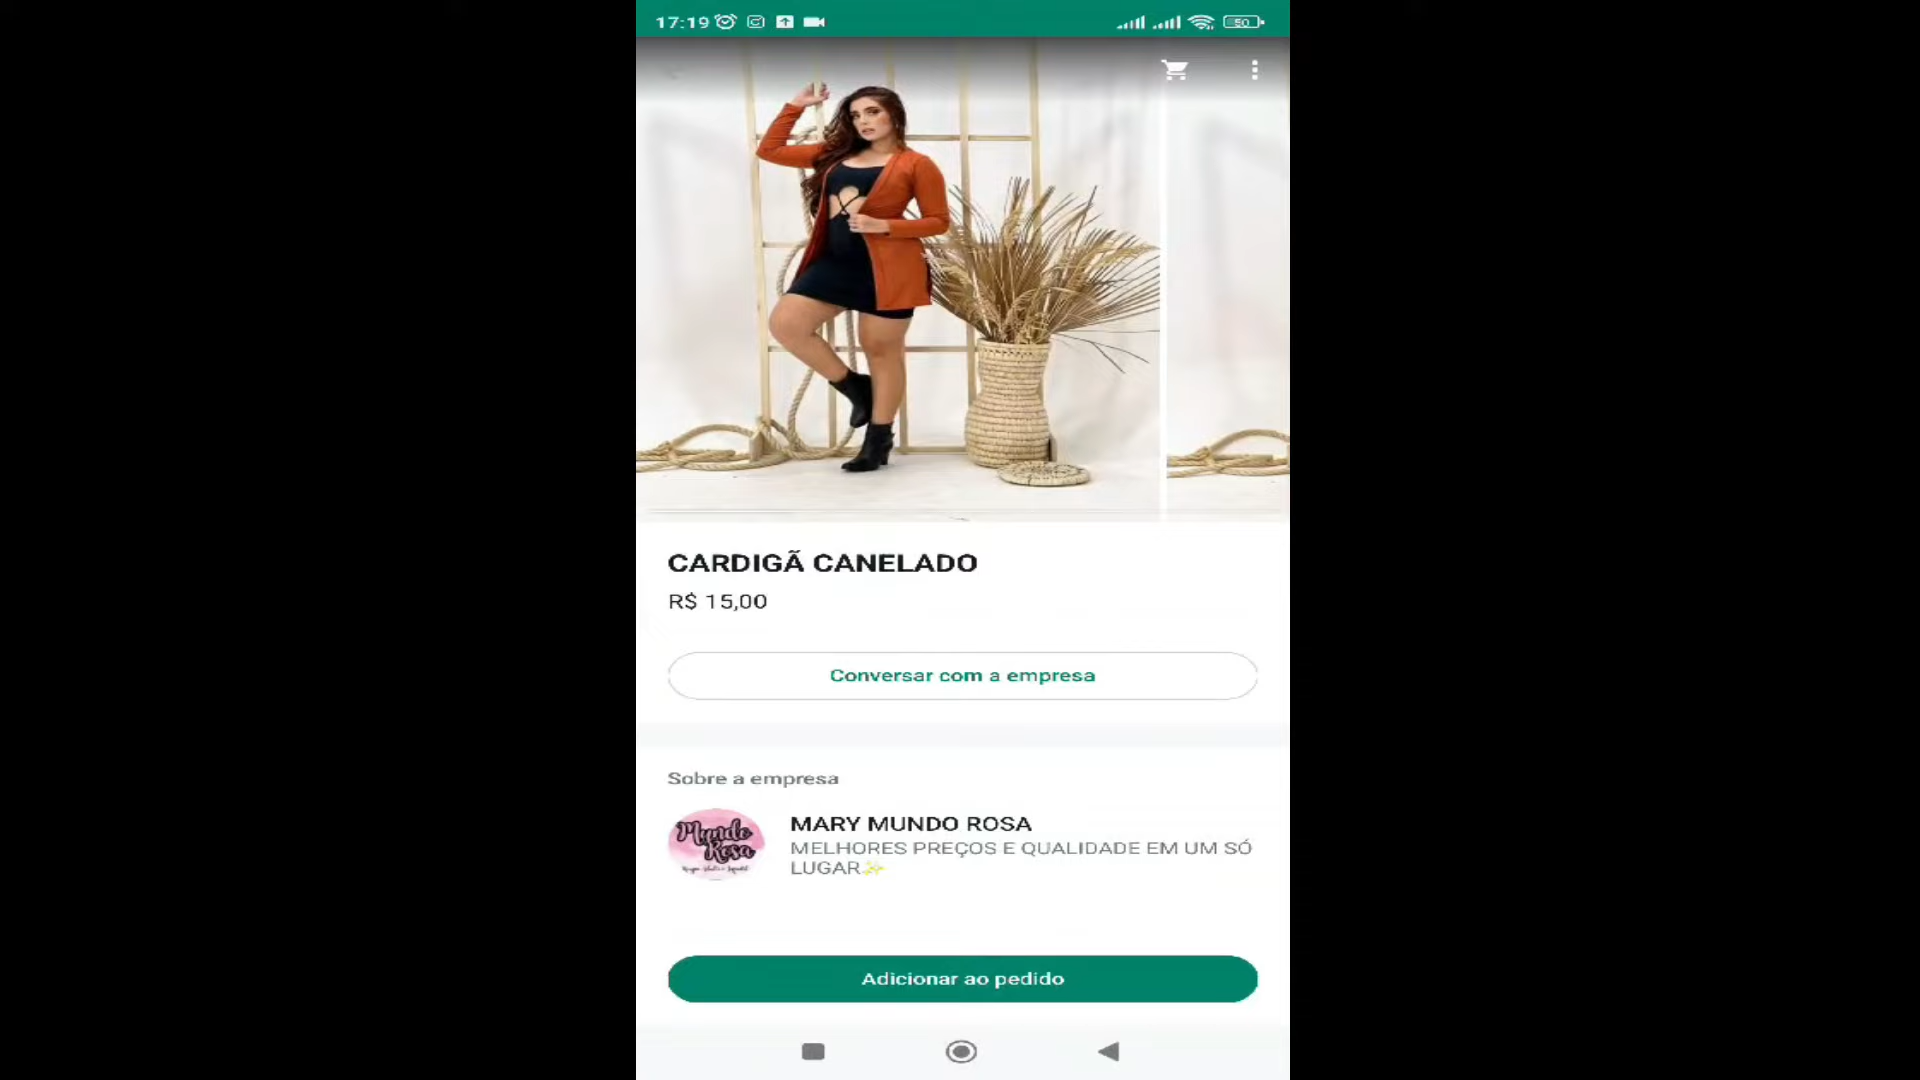 17:19
50
CARDIGÃ CANELADO
R$ 15,00
Conversar com a empresa
Sobre a empresa
Mundo
Rosa
MARY MUNDO ROSA
MELHORES PREÇOS E QUALIDADE EM UM SÓ
LUGAR✨
Adicionar ao pedido